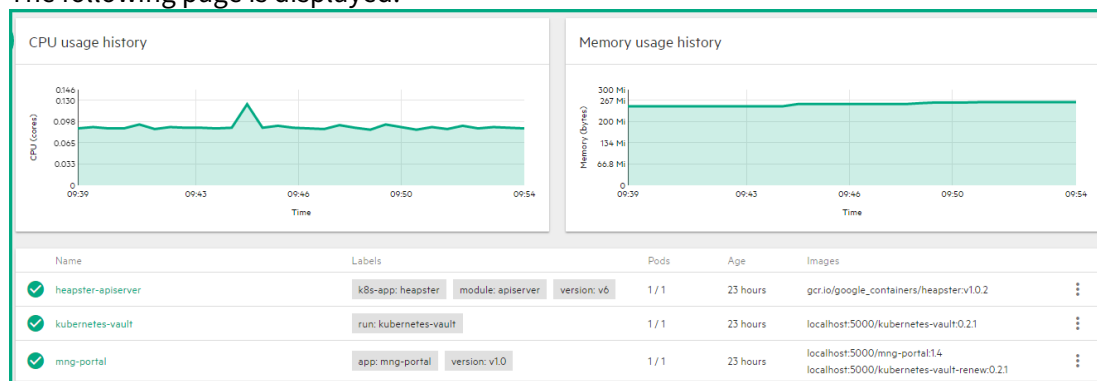 The following page is displayed:
CPU usage history
Memory usage history
CPU (cores)
0.146
0.130
0.098
0.065
0.033
0
09:39
09:43
09:46
09:50
09:54
Time
Memory (bytes)
300 Mi
267 Mi
200 Mi
134 Mi
66.8 Mi
0
09:39
09:43
09:46
09:50
09:54
Time
Name Labels Pods Age Images
heapster-apiserver k8s-app: heapster module: apiserver version: v6 1 / 1 23 hours gcr.io/google_containers/heapster:v1.0.2
kubernetes-vault run: kubernetes-vault 1 / 1 23 hours localhost:5000/kubernetes-vault:0.2.1
mng-portal app: mng-portal version: v1.0 1 / 1 23 hours localhost:5000/mng-portal:1.4
localhost:5000/kubernetes-vault-renew:0.2.1